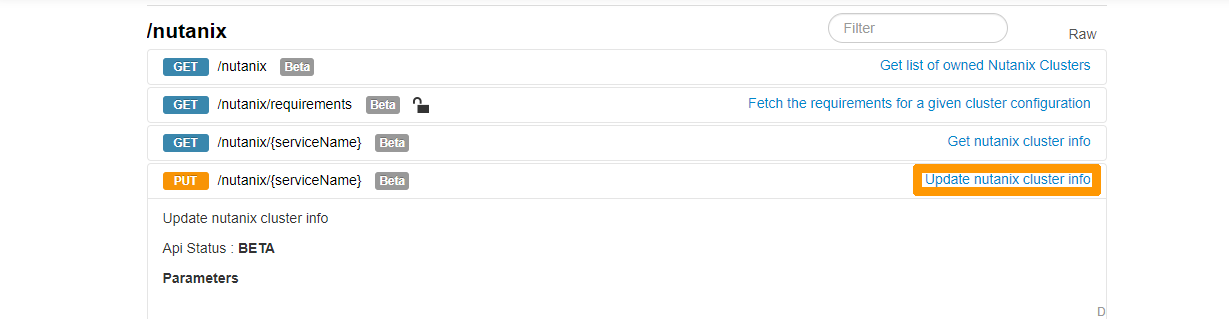 /nutanix
Filter
Raw
GET /nutanix Beta Get list of owned Nutanix Clusters
GET /nutanix/requirements Beta Fetch the requirements for a given cluster configuration
GET /nutanix/{serviceName} Beta Get nutanix cluster info
PUT /nutanix/{serviceName} Beta Update nutanix cluster info
Update nutanix cluster info
Api Status : BETA
Parameters
D